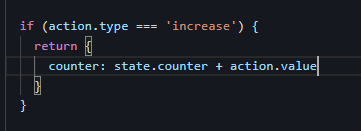 if (action.type === 'increase') {
return {
counter: state.counter + action.value
}
}